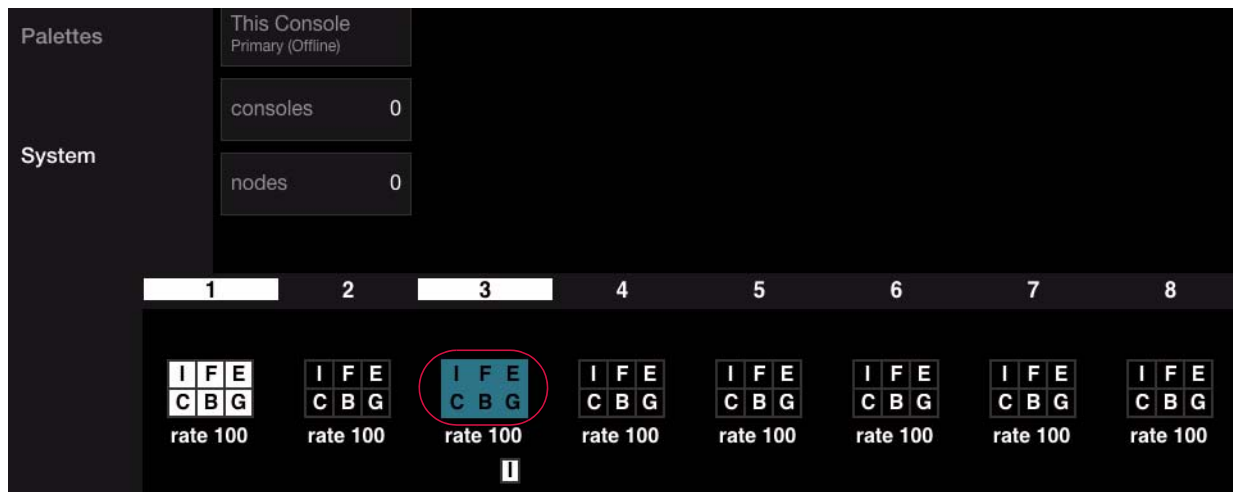 Palettes
This Console
Primary (Offline)
consoles 0
System
nodes 0
1 2 3 4 5 6 7 8
I F E I F E I F E I F E I F E I F E I F E I F E
C B G C B G C B G C B G C B G C B G C B G C B G
rate 100 rate 100 rate 100 rate 100 rate 100 rate 100 rate 100 rate 100
I